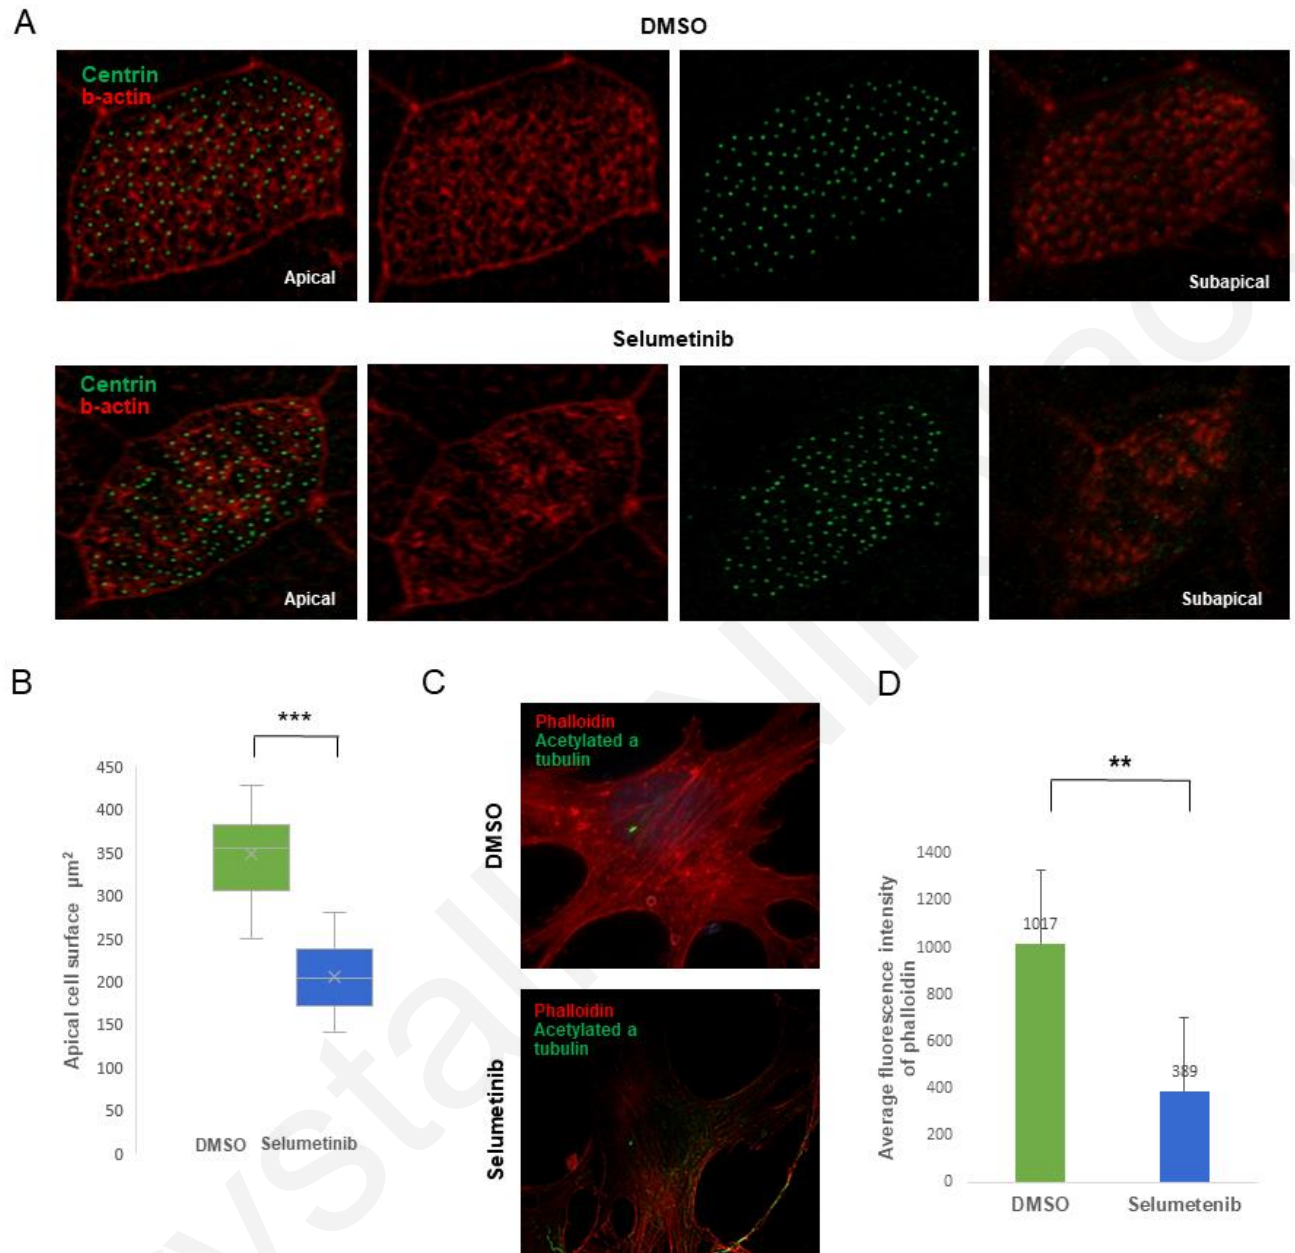 A
DMSO
Centrin
b-actin
Apical
Subapical
Selumetinib
Centrin
b-actin
Apical
Subapical
B
***
450
400
350
300
250
200
150
100
50
0
Apical cell surface µm²
DMSO Selumetinib
C
Phalloidin
Acetylated a
tubulin
DMSO
Phalloidin
Acetylated a
tubulin
Selumetinib
D
**
1400
1200
1000
800
600
400
200
0
Average fluorescence intensity
of phalloidin
1017
389
DMSO
Selumetenib